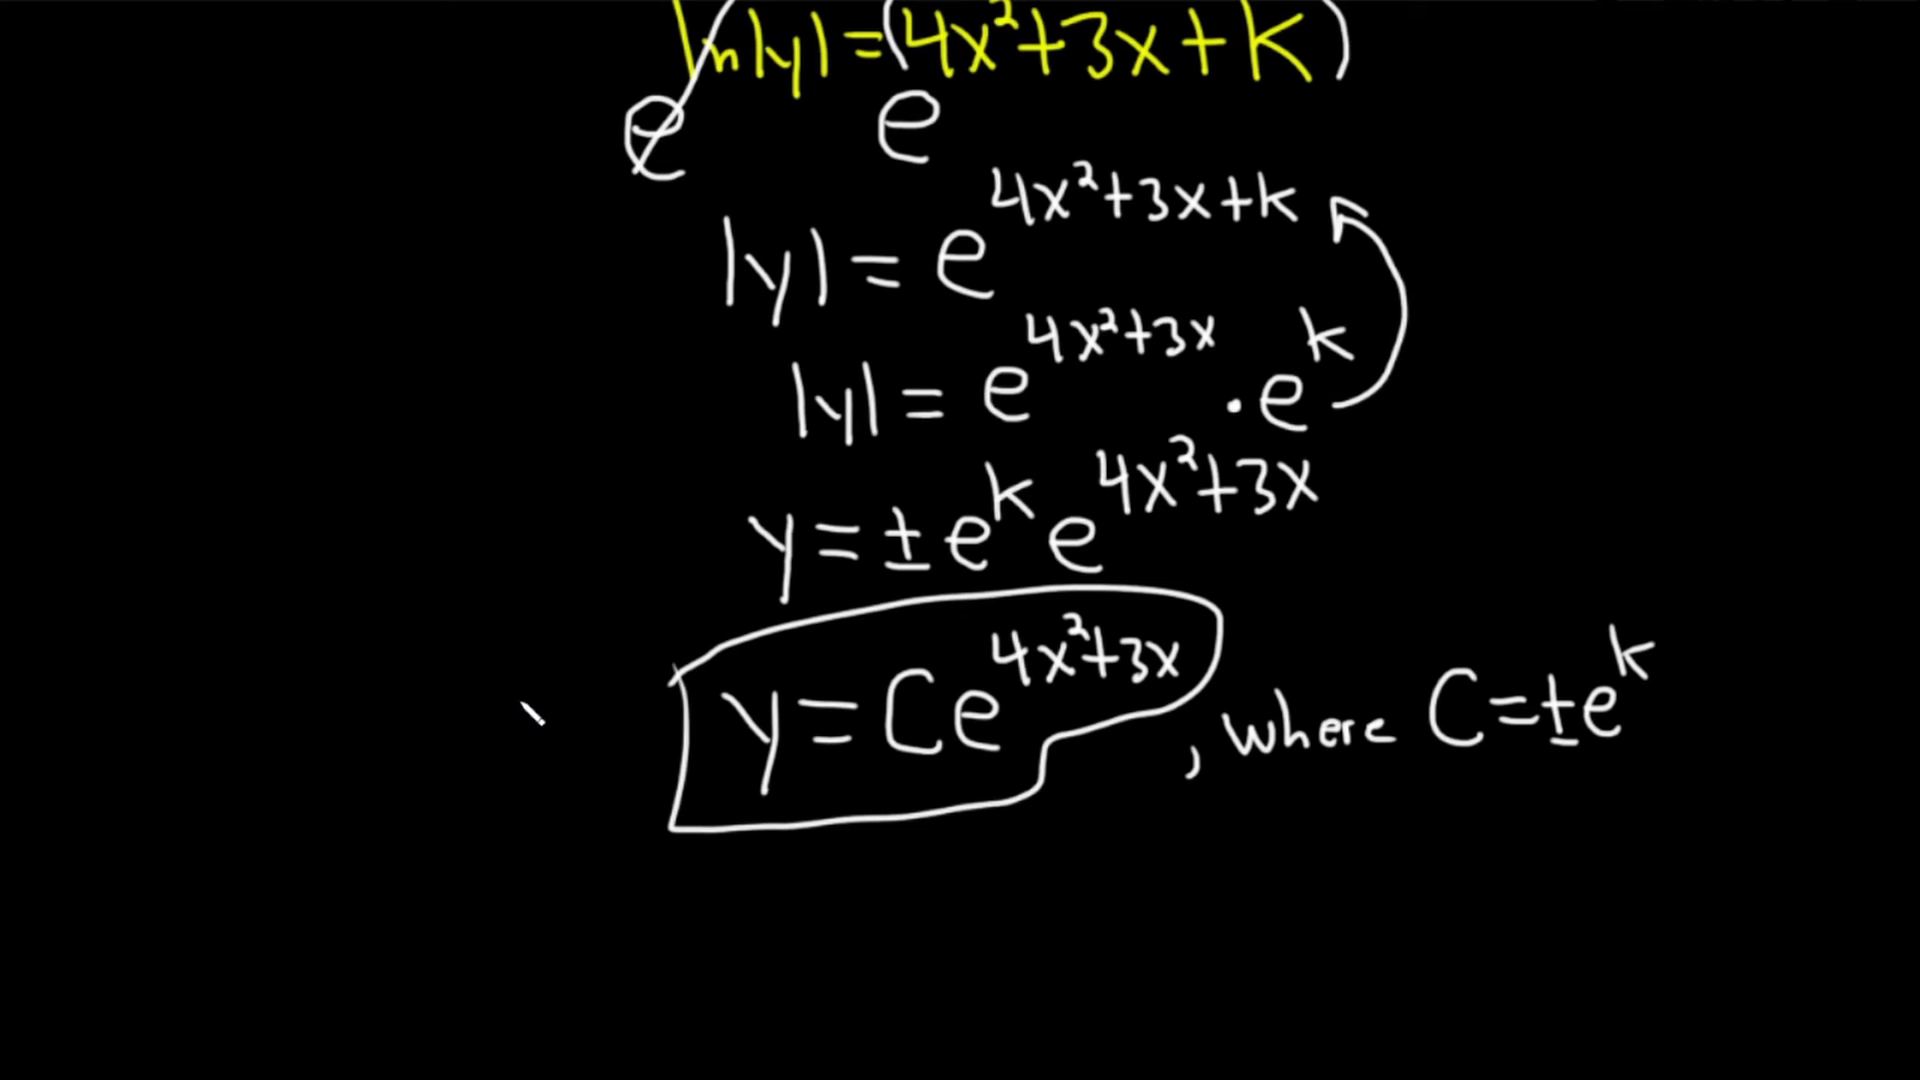 ln|y| = (4x²+3x+K)
e e
|y| = e^{4x²+3x+k}
|y| = e^{4x²+3x} · e^{k}
y = ± e^{k} e^{4x²+3x}
y = Ce^{4x²+3x}, where C = ± e^{k}